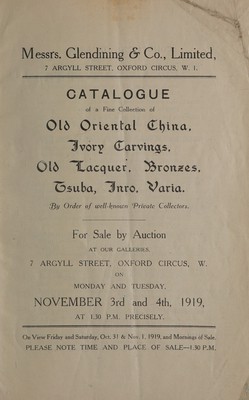 Messrs. Glendining & Co., Limited,
7 ARGYLL STREET, OXFORD CIRCUS, W. 1.
CATALOGUE
of a Fine Collection of
Old Oriental China,
Ivory Carvings,
Old Lacquer, Bronzes,
Tsuba, Inro, Varia.
By Order of well-known Private Collectors.
For Sale by Auction
AT OUR GALLERIES,
7 ARGYLL STREET, OXFORD CIRCUS, W.
ON
MONDAY AND TUESDAY,
NOVEMBER 3rd and 4th, 1919,
AT 1.30 P.M. PRECISELY.
On View Friday and Saturday, Oct. 31 & Nov. 1, 1919, and Mornings of Sale.
PLEASE NOTE TIME AND PLACE OF SALE—1.30 P.M.